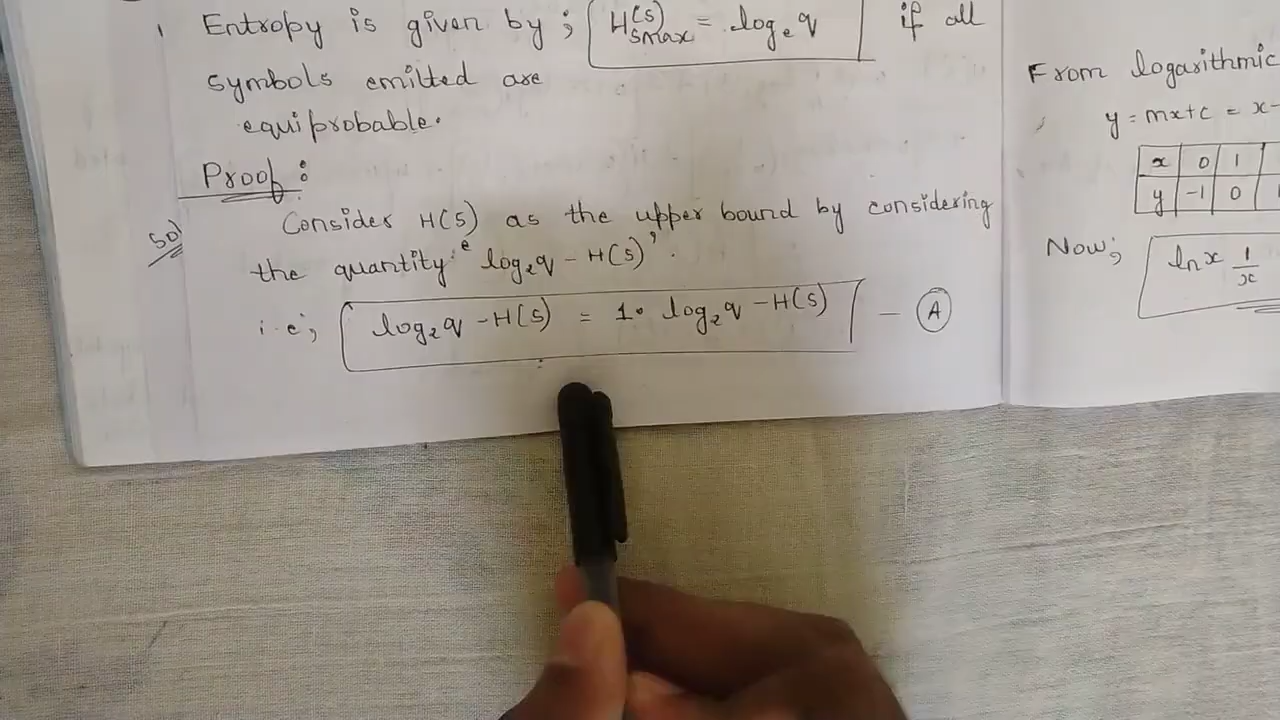 Entropy is given by; H(S)smax = log2 q if all
symbols emitted are
equiprobable.
Proof:
Sol
Consider H(S) as the upper bound by considering
the quantity 'log2 q - H(S)'.
i.e; log2 q - H(S) = 1. log2 q - H(S) - A
From logarithmic
y = mx+c = x-
x 0 1
y -1 0 1
Now; ln x 1/x